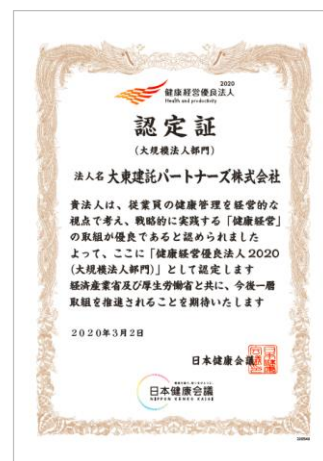 2020
健康経営優良法人
Health and productivity
認定証
(大規模法人部門)
法人名 大東建託パートナーズ株式会社
貴法人は、従業員の健康管理を経営的な
視点で考え、戦略的に実践する「健康経営」
の取組が優良であると認められました
よって、ここに「健康経営優良法人2020
(大規模法人部門)」として認定します
経済産業省及び厚生労働省と共に、今後一層
取組を推進されることを期待いたします
2020年3月2日
日本健康会議
日本健康会議
NIPPON KENKO KAIGI